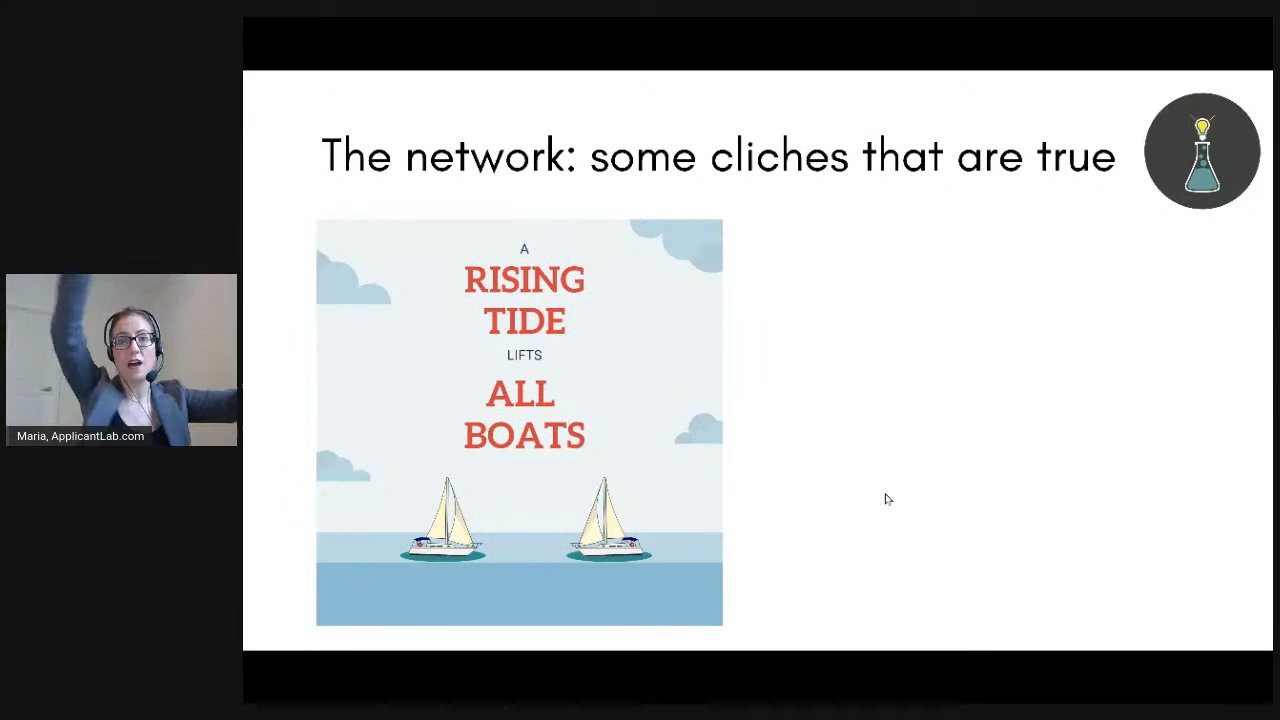 The network: some cliches that are true
A
RISING
TIDE
LIFTS
ALL
BOATS
Maria, ApplicantLab.com